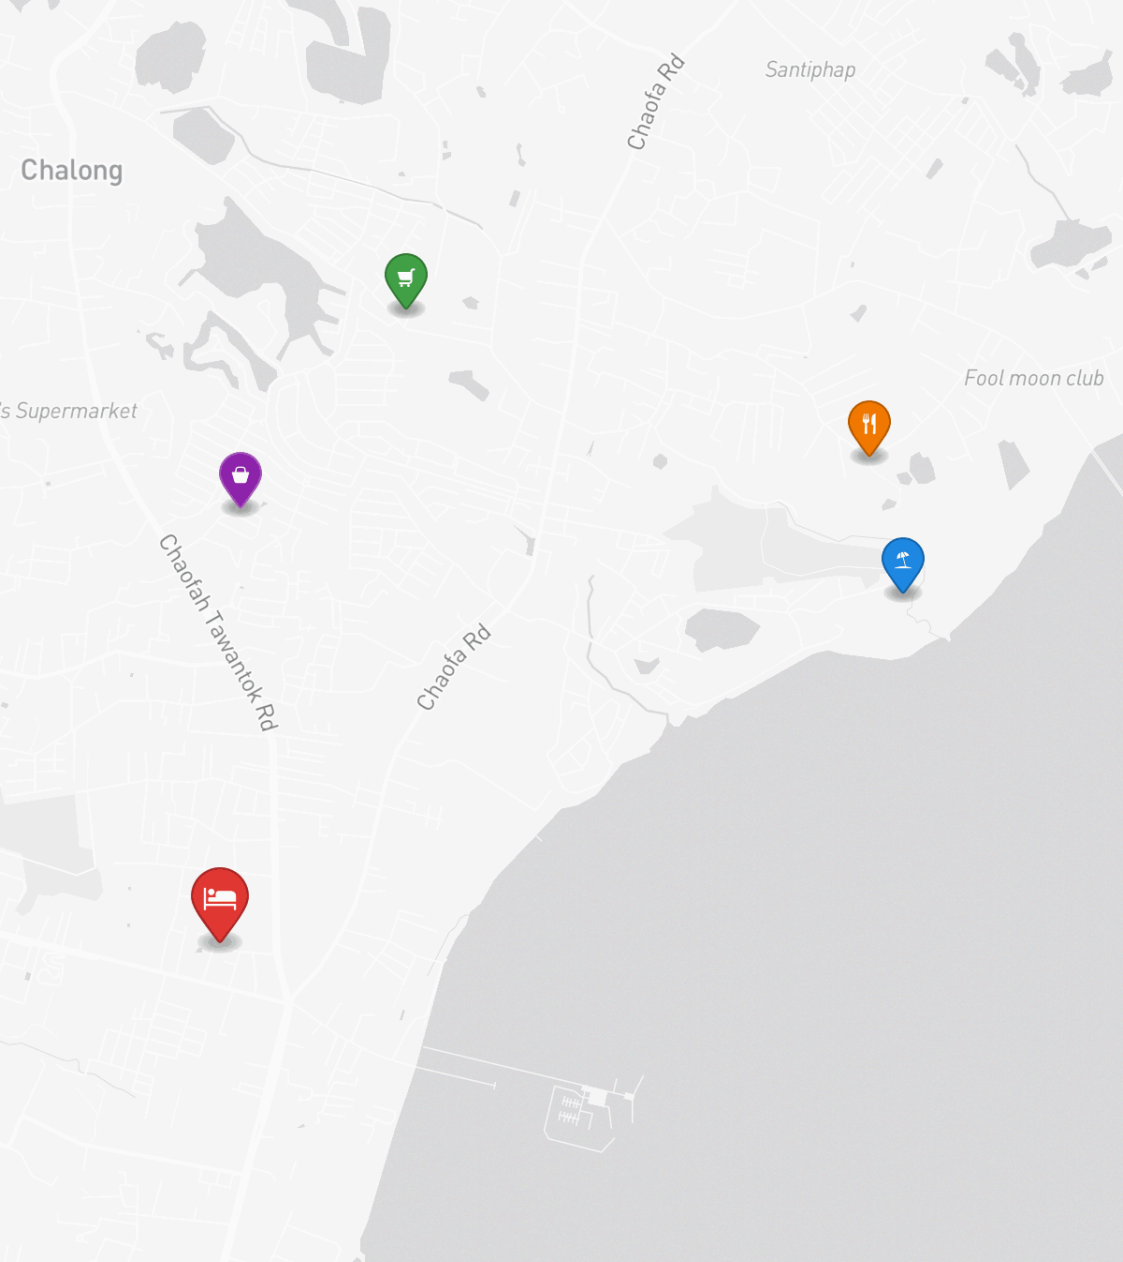 Santiphap
Chaofa Rd
Chalong
Fool moon club
's Supermarket
Chaofah Tawantok Rd
Chaofa Rd